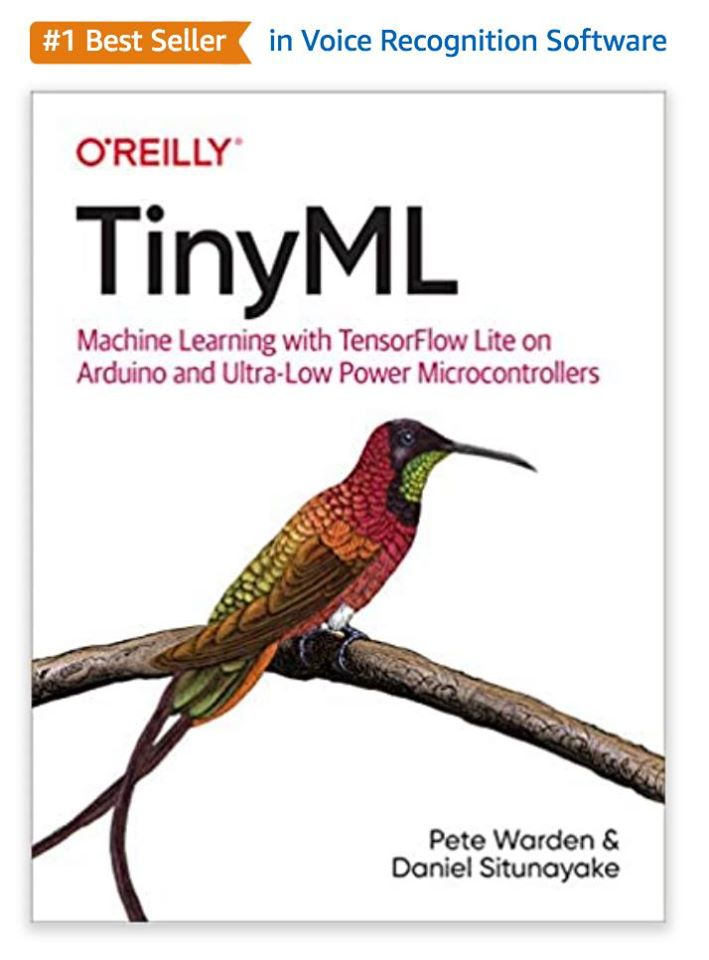 #1 Best Seller in Voice Recognition Software
O'REILLY®
TinyML
Machine Learning with TensorFlow Lite on
Arduino and Ultra-Low Power Microcontrollers
Pete Warden &
Daniel Situnayake